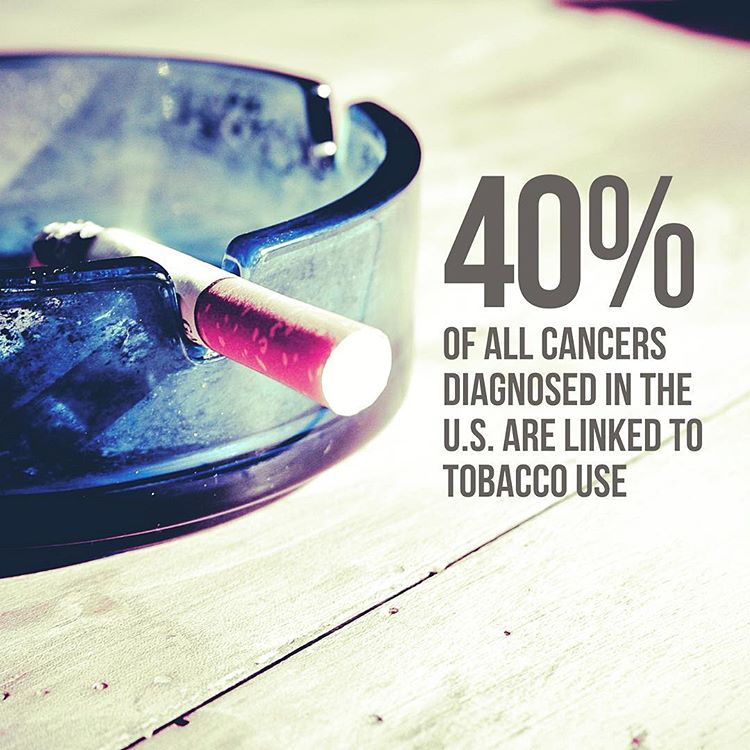 40%
OF ALL CANCERS
DIAGNOSED IN THE
U.S. ARE LINKED TO
TOBACCO USE